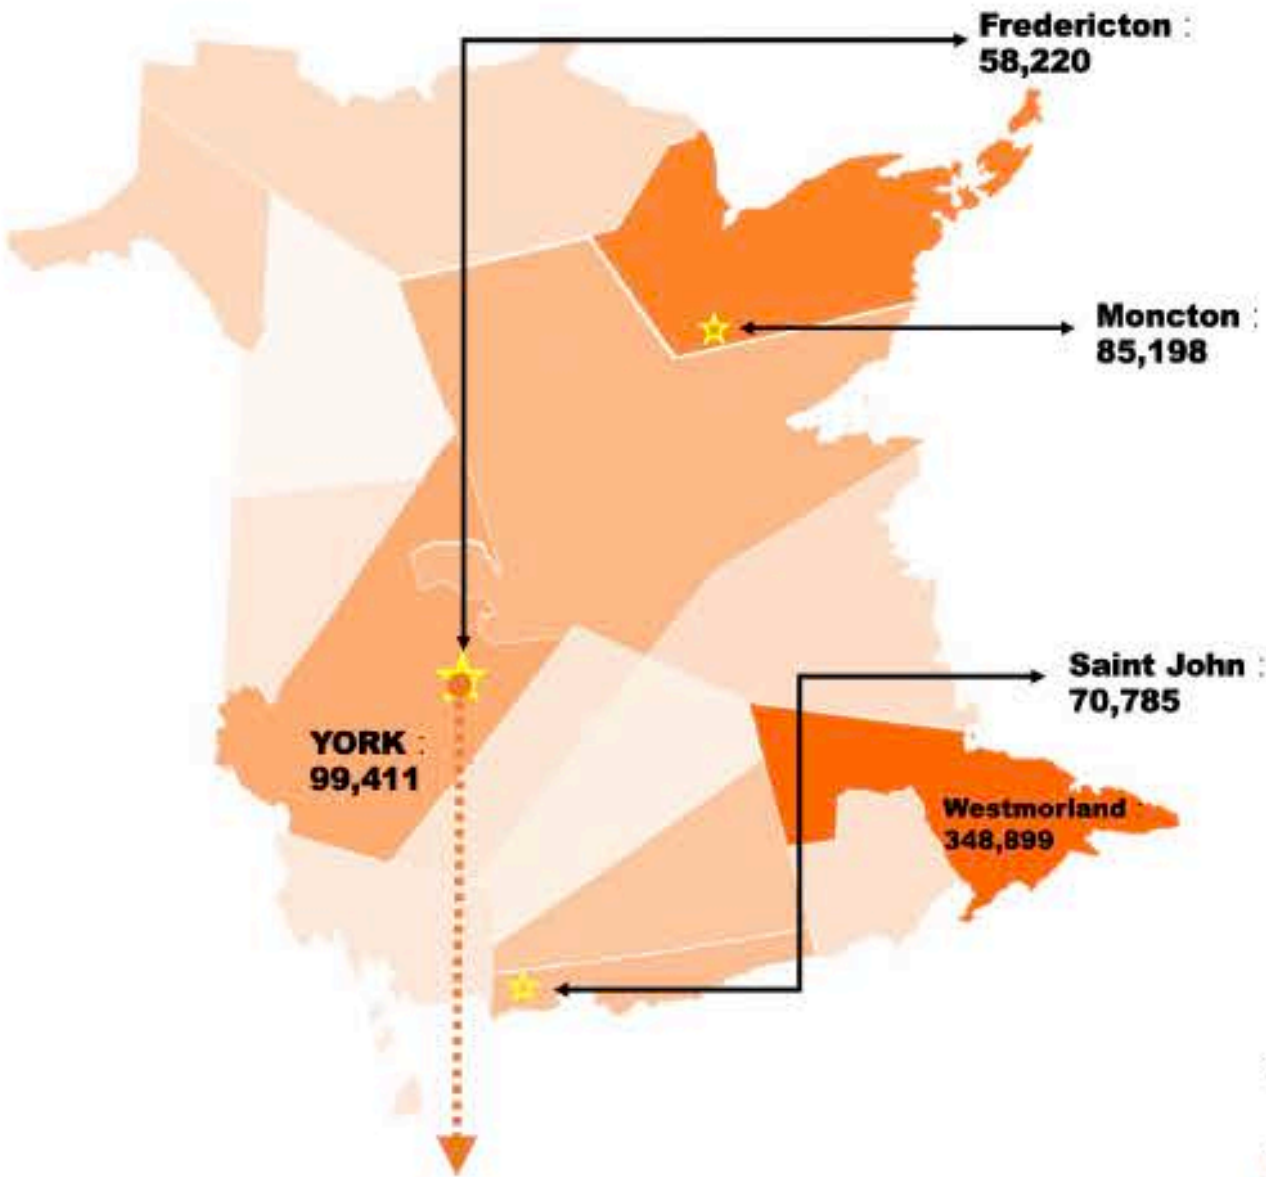 Fredericton :
58,220
Moncton :
85,198
Saint John :
70,785
YORK :
99,411
Westmorland :
348,899